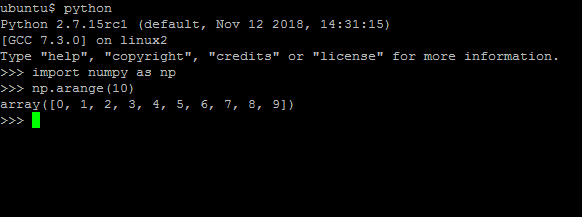 ubuntu$ python
Python 2.7.15rc1 (default, Nov 12 2018, 14:31:15)
[GCC 7.3.0] on linux2
Type "help", "copyright", "credits" or "license" for more information.
>>> import numpy as np
>>> np.arange(10)
array([0, 1, 2, 3, 4, 5, 6, 7, 8, 9])
>>>